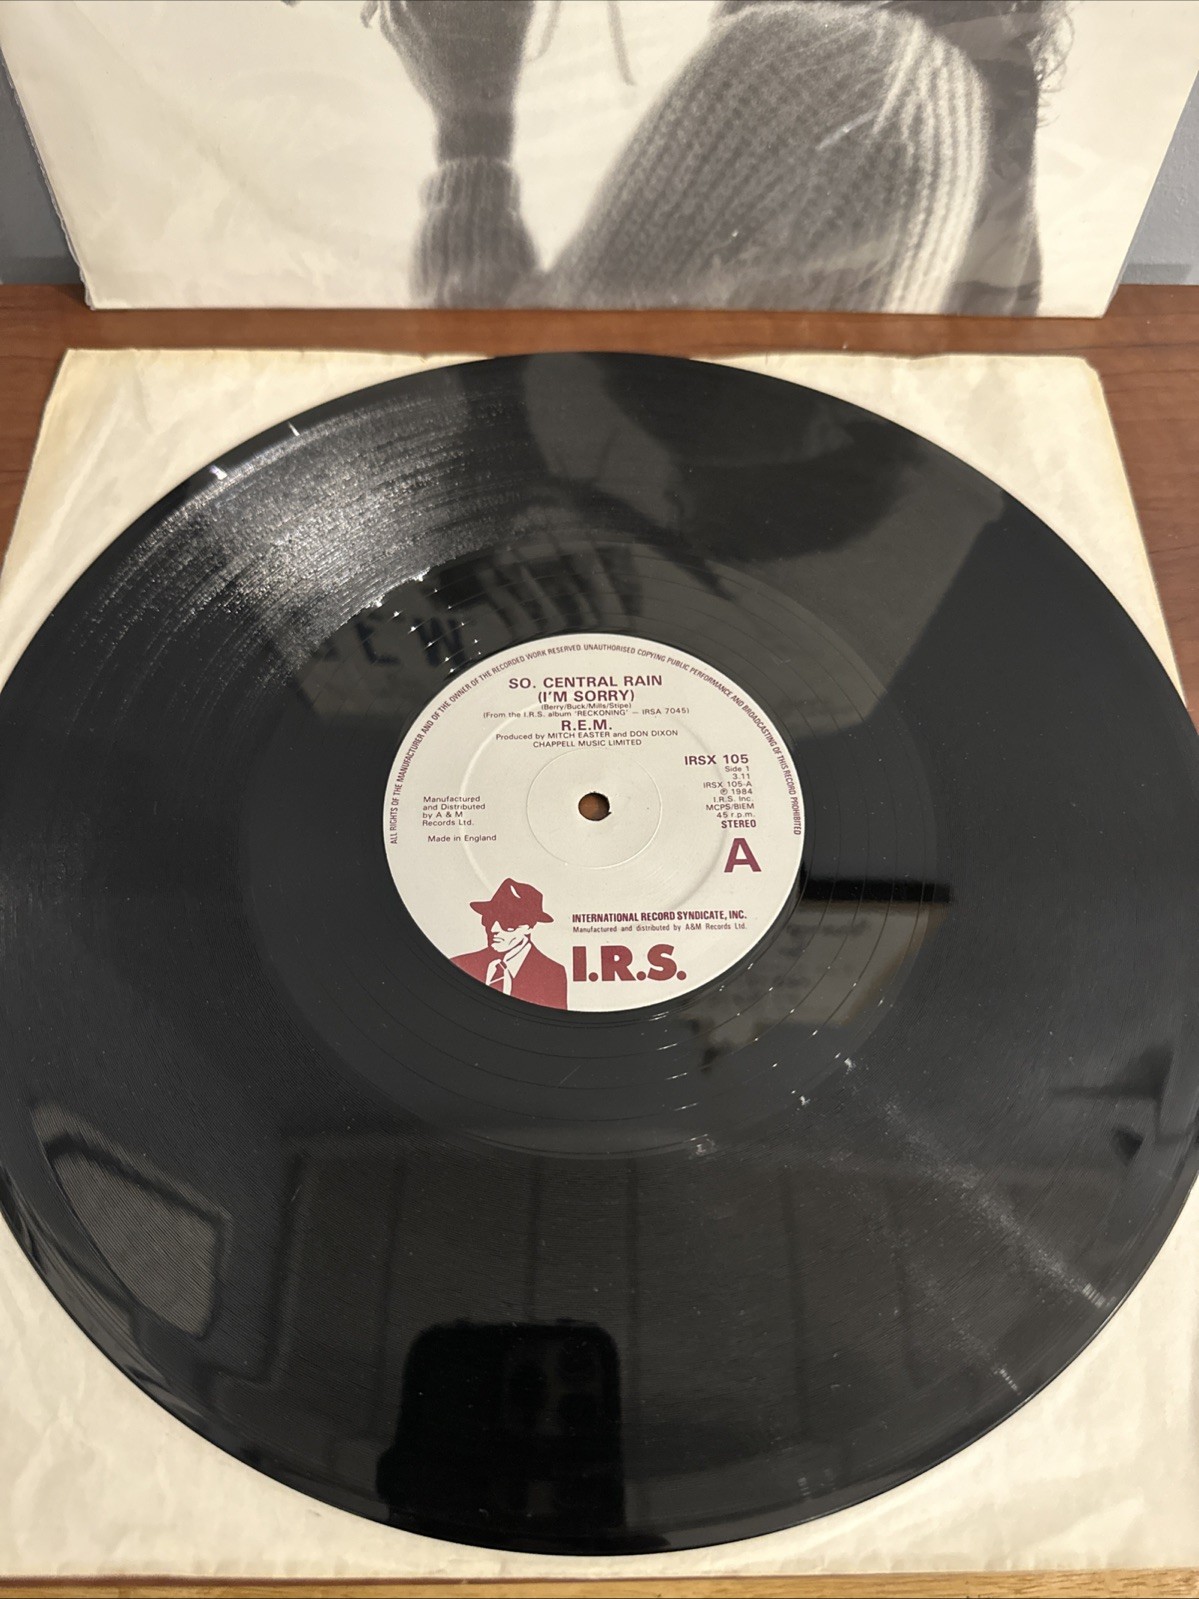 ALL RIGHTS OF THE MANUFACTURER AND OF THE OWNER OF THE RECORDED WORK RESERVED. UNAUTHORISED COPYING PUBLIC PERFORMANCE AND BROADCASTING OF THIS RECORD PROHIBITED
SO. CENTRAL RAIN
(I'M SORRY)
(Berry/Buck/Mills/Stipe)
(From the I.R.S. album 'RECKONING' — IRSA 7045)
R.E.M.
Produced by MITCH EASTER and DON DIXON
CHAPPELL MUSIC LIMITED
IRSX 105
Side 1
3.11
IRSX 105-A
℗ 1984
I.R.S. Inc.
MCPS/BIEM
45 r.p.m.
STEREO
A
Manufactured
and Distributed
by A & M
Records Ltd.
Made in England
INTERNATIONAL RECORD SYNDICATE, INC.
Manufactured and distributed by A&M Records Ltd.
I.R.S.